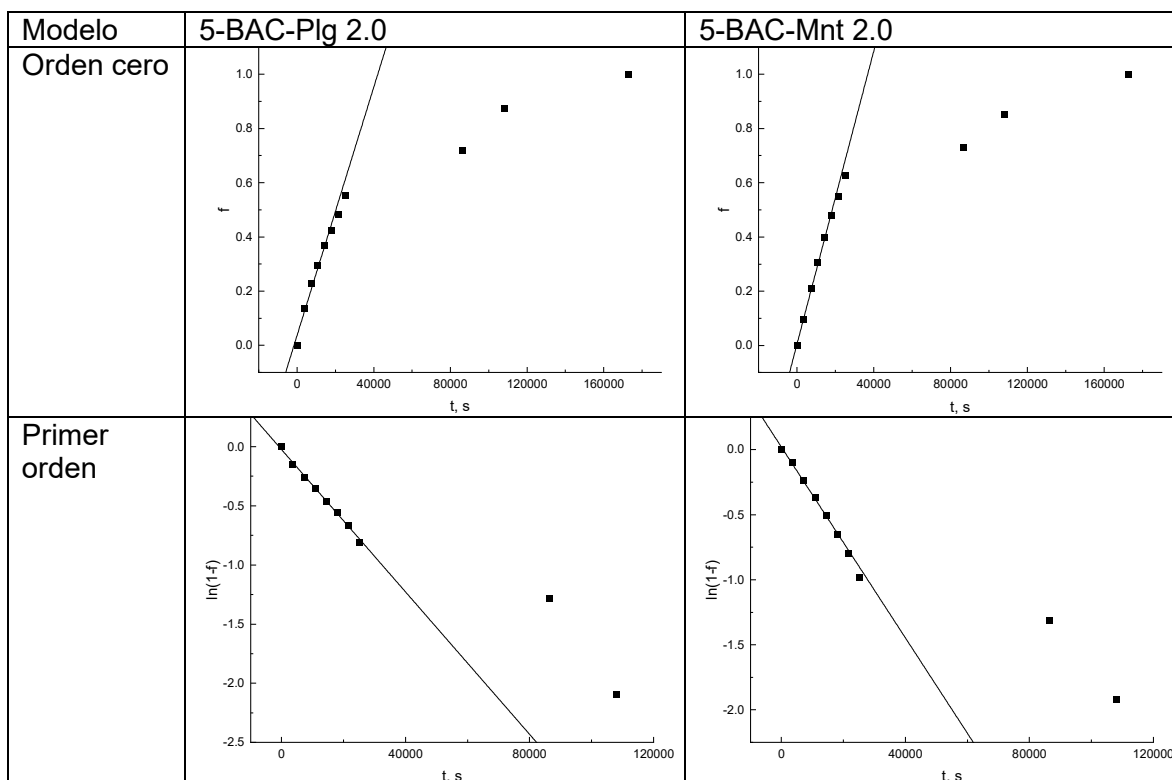 Modelo 5-BAC-Plg 2.0 5-BAC-Mnt 2.0
Orden cero
1.0
0.8
0.6
0.4
0.2
0.0
f
0 40000 80000 120000 160000
t, s
1.0
0.8
0.6
0.4
0.2
0.0
f
0 40000 80000 120000 160000
t, s
Primer
orden
0.0
-0.5
-1.0
-1.5
-2.0
-2.5
ln(1-f)
0 40000 80000 120000
t, s
0.0
-0.5
-1.0
-1.5
-2.0
ln(1-f)
0 40000 80000 120000
t, s